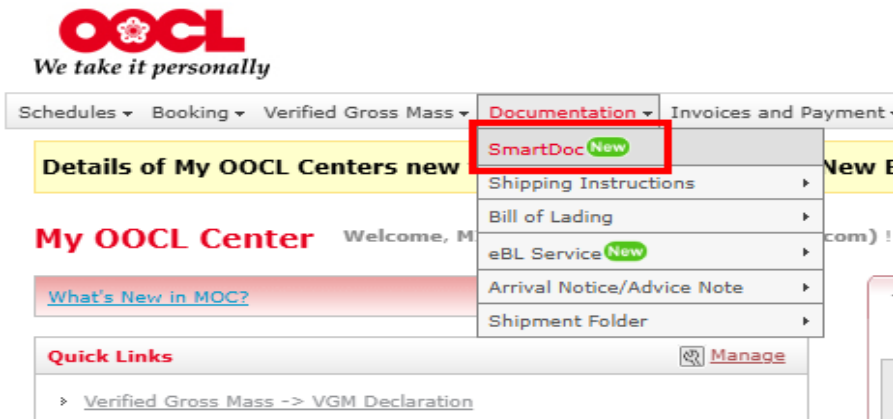 OOCL
We take it personally
Schedules Booking Verified Gross Mass Documentation Invoices and Payment
SmartDoc New
Details of My OOCL Centers new New
Shipping Instructions
Bill of Lading
My OOCL Center Welcome, com) !
eBL Service New
Arrival Notice/Advice Note
What's New in MOC?
Shipment Folder
Quick Links Manage
Verified Gross Mass -> VGM Declaration